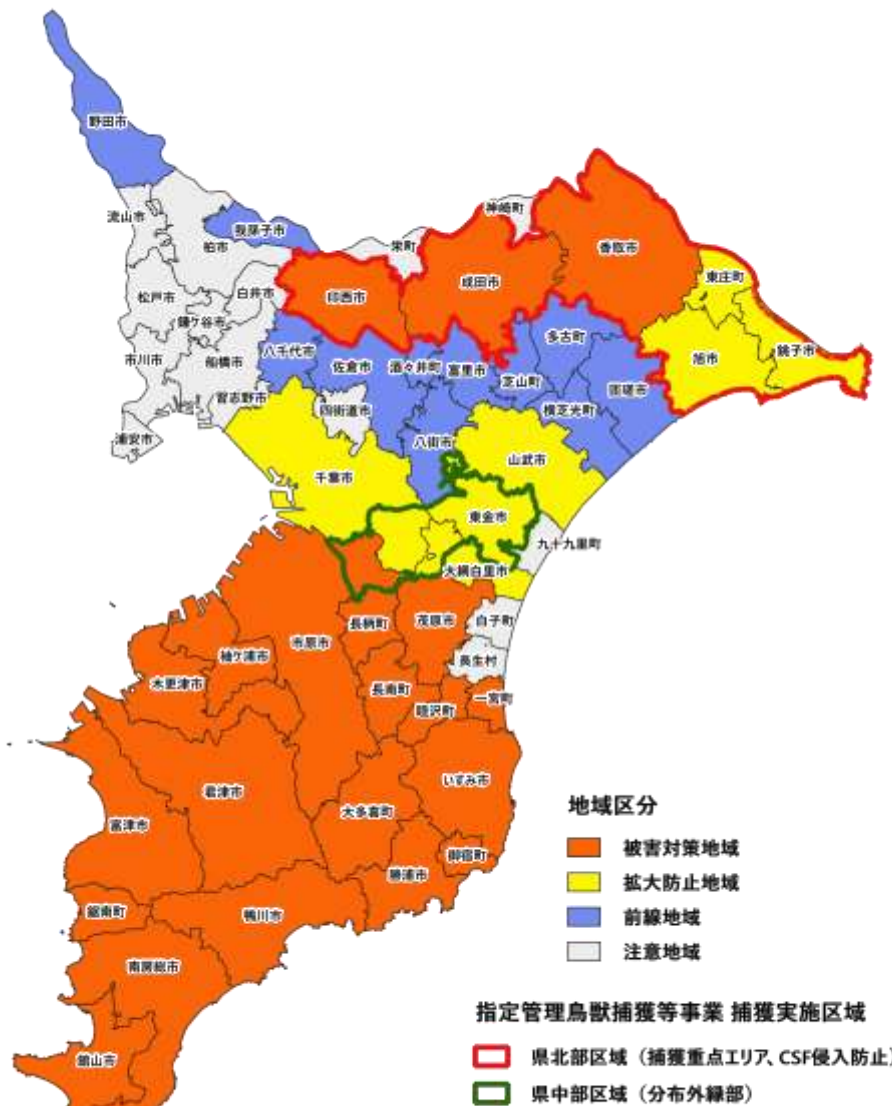 野田市
流山市
柏市
我孫子市
栄町
神崎町
香取市
東庄町
松戸市
白井市
印西市
成田市
鎌ケ谷市
市川市
船橋市
八千代市
佐倉市
酒々井町
富里市
芝山町
多古町
旭市
銚子市
浦安市
習志野市
四街道市
八街市
横芝光町
匝瑳市
千葉市
山武市
東金市
九十九里町
大網白里市
市原市
長柄町
茂原市
白子町
長生村
木更津市
袖ケ浦市
長南町
睦沢町
一宮町
君津市
富津市
大多喜町
いすみ市
勝浦市
御宿町
鋸南町
鴨川市
南房総市
館山市
地域区分
被害対策地域
拡大防止地域
前線地域
注意地域
指定管理鳥獣捕獲等事業 捕獲実施区域
県北部区域（捕獲重点エリア、CSF侵入防止）
県中部区域（分布外縁部）